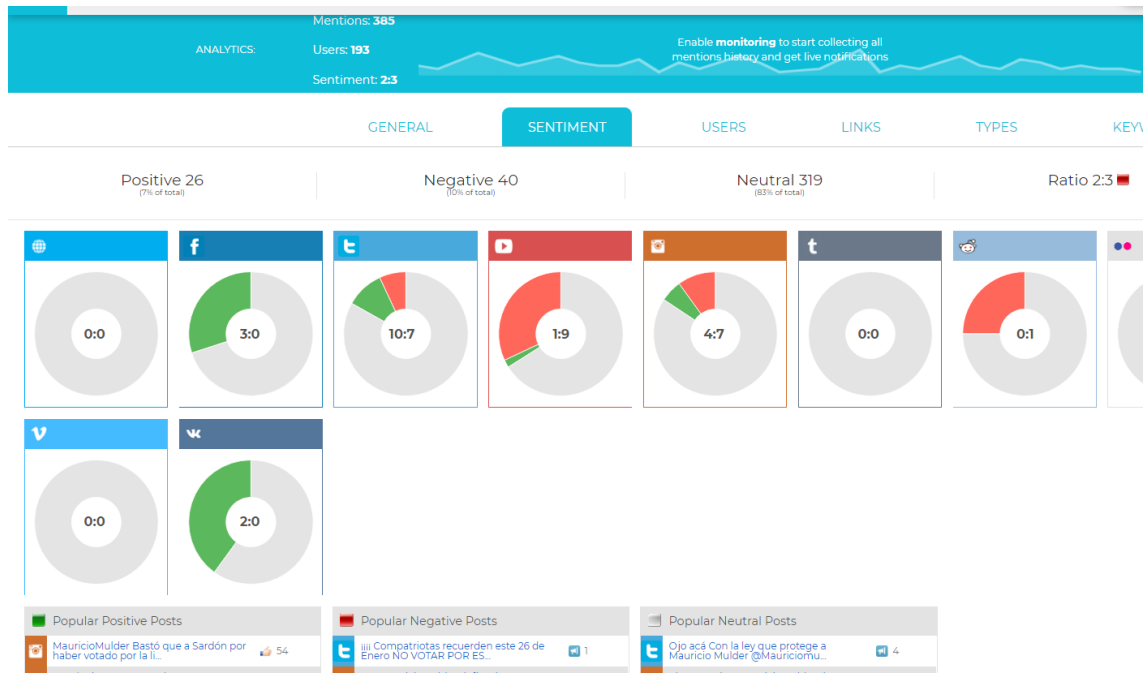 Mentions: 385
ANALYTICS:
Users: 193
Enable monitoring to start collecting all
mentions history and get live notifications
Sentiment: 2:3
GENERAL
SENTIMENT
USERS
LINKS
TYPES
Positive 26
(7% of total)
Negative 40
(10% of total)
Neutral 319
(83% of total)
Ratio 2:3
0:0
3:0
10:7
1:9
4:7
0:0
0:1
0:0
2:0
Popular Positive Posts
Popular Negative Posts
Popular Neutral Posts
MauricioMulder Bastó que a Sardón por
haber votado por la li...
54
¡¡¡¡ Compatriotas recuerden este 26 de
Enero NO VOTAR POR ES...
1
Ojo acá Con la ley que protege a
Mauricio Mulder @Mauriciomu...
4